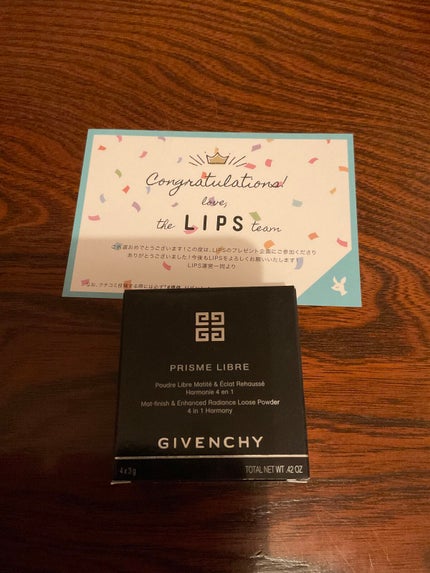 Congratulations!
love,
the LIPS team
ご当選おめでとうございます!この度は、LIPSのプレゼント企画にご参加くださり
ありがとうございました!今後もLIPSをよろしくお願いいたします!
LIPS運営一同より
PRISME LIBRE
Poudre Libre Matité & Éclat Rehaussé
Harmonie 4 en 1
Mat-finish & Enhanced Radiance Loose Powder
4 in 1 Harmony
GIVENCHY
4x3g
TOTAL NET WT .42 OZ